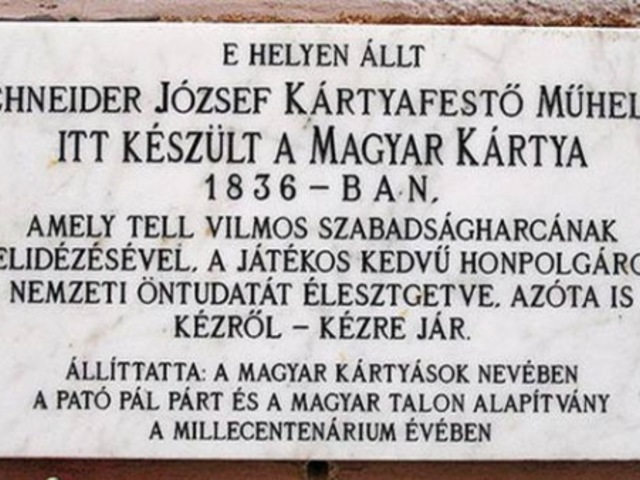 E HELYEN ÁLLT
CHNEIDER JÓZSEF KÁRTYAFESTŐ MŰHEL
ITT KÉSZÜLT A MAGYAR KÁRTYA
1836 – BAN,
AMELY TELL VILMOS SZABADSÁGHARCÁNAK
ELIDÉZÉSÉVEL, A JÁTÉKOS KEDVŰ HONPOLGÁRO
NEMZETI ÖNTUDATÁT ÉLESZTGETVE, AZÓTA IS
KÉZRŐL – KÉZRE JÁR.
ÁLLÍTTATTA: A MAGYAR KÁRTYÁSOK NEVÉBEN
A PATÓ PÁL PÁRT ÉS A MAGYAR TALON ALAPÍTVÁNY
A MILLECENTENÁRIUM ÉVÉBEN